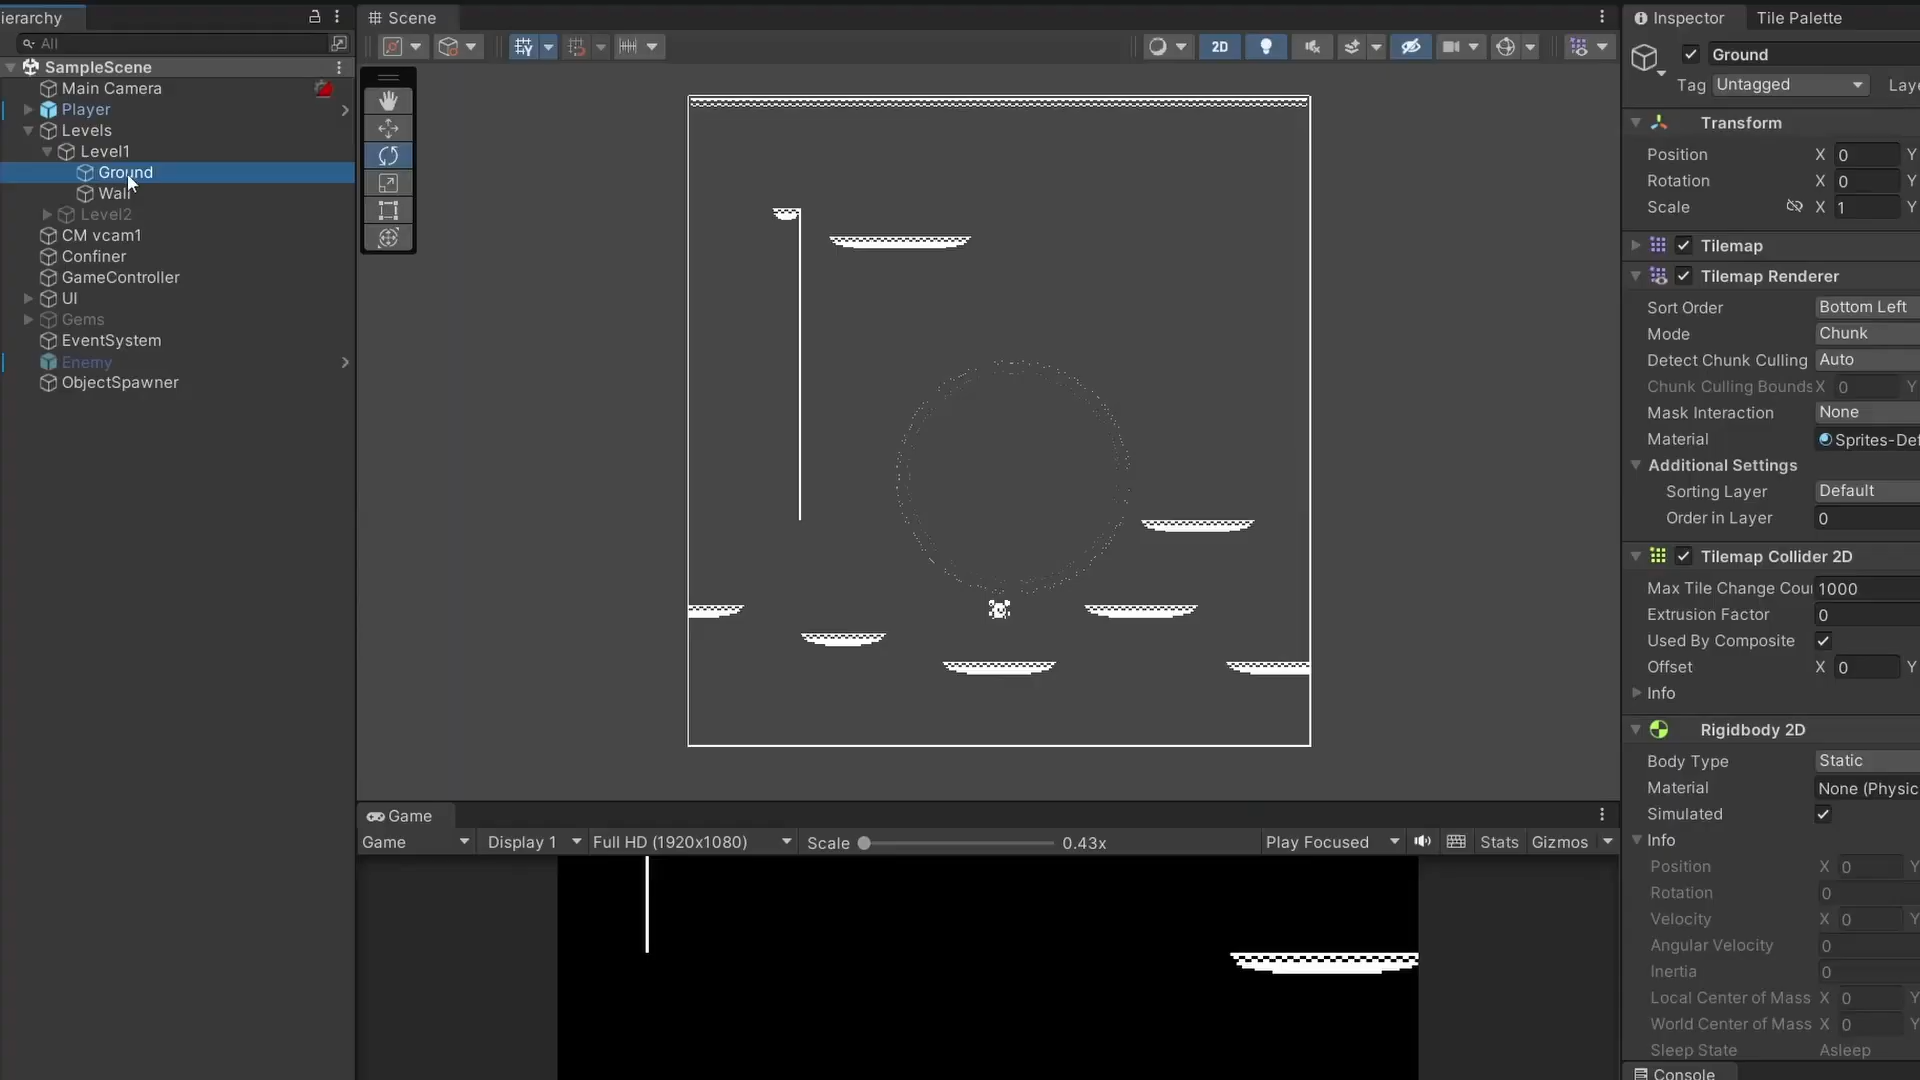 ierarchy
All
SampleScene
Main Camera
Player
Levels
Level1
Ground
Wall
Level2
CM vcam1
Confiner
GameController
UI
Gems
EventSystem
Enemy
ObjectSpawner
Scene
2D
Game
Game
Display 1
Full HD (1920x1080)
Scale
0.43x
Play Focused
Stats
Gizmos
Inspector
Tile Palette
Ground
Tag Untagged Laye
Transform
Position X 0 Y
Rotation X 0 Y
Scale X 1 Y
Tilemap
Tilemap Renderer
Sort Order Bottom Left
Mode Chunk
Detect Chunk Culling Auto
Chunk Culling Bounds X 0 Y
Mask Interaction None
Material Sprites-Def
Additional Settings
Sorting Layer Default
Order in Layer 0
Tilemap Collider 2D
Max Tile Change Cou 1000
Extrusion Factor 0
Used By Composite
Offset X 0 Y
Info
Rigidbody 2D
Body Type Static
Material None (Physic
Simulated
Info
Position X 0 Y
Rotation 0
Velocity X 0 Y
Angular Velocity 0
Inertia 0
Local Center of Mass X 0 Y
World Center of Mass X 0 Y
Sleep State Asleep
Console